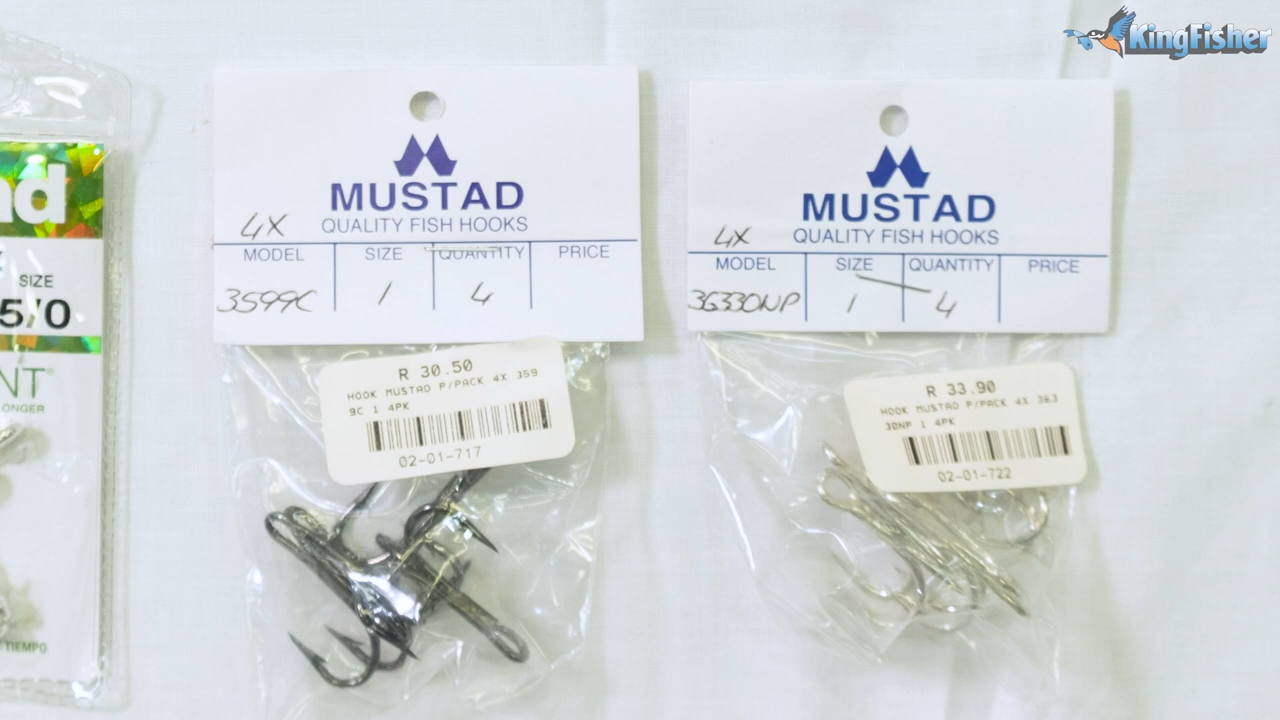 KingFisher
nd
SIZE
5/0
NT®
ONGER
TIEMPO
MUSTAD
QUALITY FISH HOOKS
4X
MODEL SIZE QUANTITY PRICE
3599C 1 4
R 30.50
HOOK MUSTAD P/PACK 4X 359
9C 1 4PK
02-01-717
MUSTAD
QUALITY FISH HOOKS
4X
MODEL SIZE QUANTITY PRICE
36330NP 1 4
R 33.90
HOOK MUSTAD P/PACK 4X 363
30NP 1 4PK
02-01-722